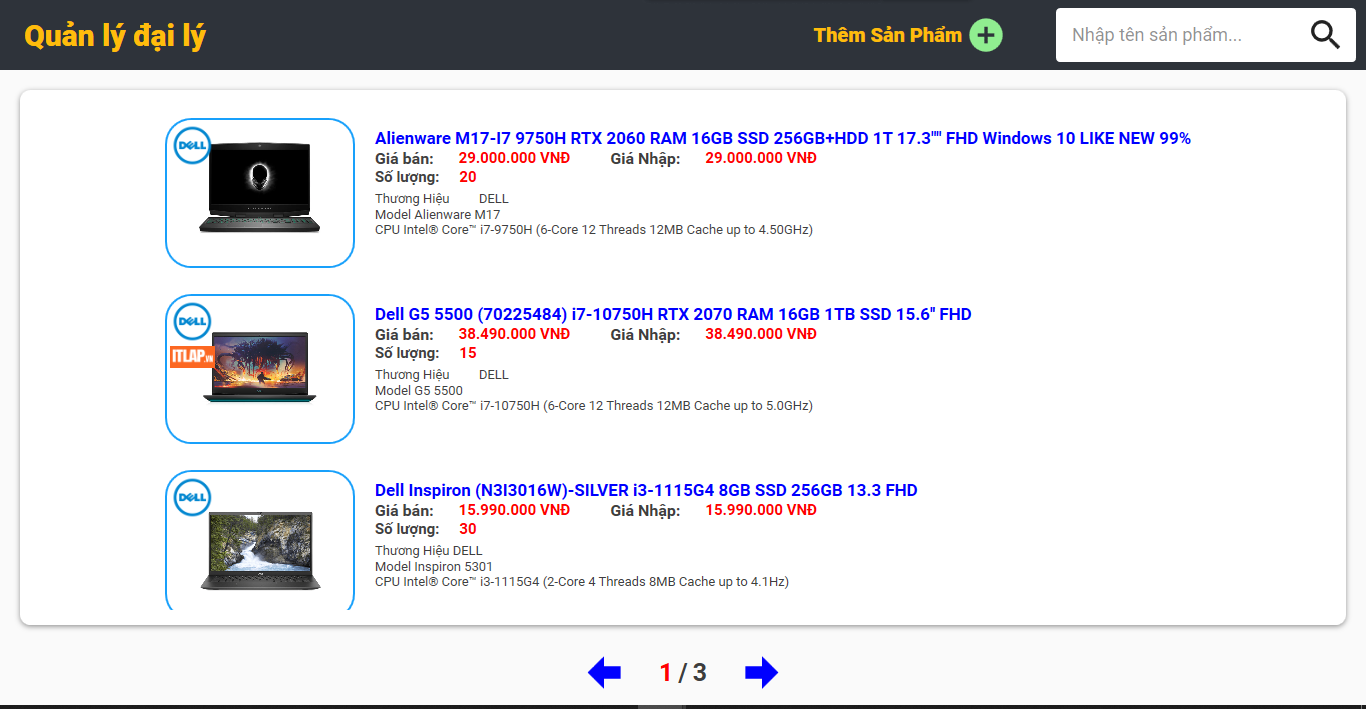 Quản lý đại lý
Thêm Sản Phẩm
Nhập tên sản phẩm...
DELL
Alienware M17-I7 9750H RTX 2060 RAM 16GB SSD 256GB+HDD 1T 17.3"" FHD Windows 10 LIKE NEW 99%
Giá bán: 29.000.000 VNĐ Giá Nhập: 29.000.000 VNĐ
Số lượng: 20
Thương Hiệu DELL
Model Alienware M17
CPU Intel® Core™ i7-9750H (6-Core 12 Threads 12MB Cache up to 4.50GHz)
DELL
ITLAP.VN
Dell G5 5500 (70225484) i7-10750H RTX 2070 RAM 16GB 1TB SSD 15.6" FHD
Giá bán: 38.490.000 VNĐ Giá Nhập: 38.490.000 VNĐ
Số lượng: 15
Thương Hiệu DELL
Model G5 5500
CPU Intel® Core™ i7-10750H (6-Core 12 Threads 12MB Cache up to 5.0GHz)
DELL
Dell Inspiron (N3I3016W)-SILVER i3-1115G4 8GB SSD 256GB 13.3 FHD
Giá bán: 15.990.000 VNĐ Giá Nhập: 15.990.000 VNĐ
Số lượng: 30
Thương Hiệu DELL
Model Inspiron 5301
CPU Intel® Core™ i3-1115G4 (2-Core 4 Threads 8MB Cache up to 4.1Hz)
1 / 3